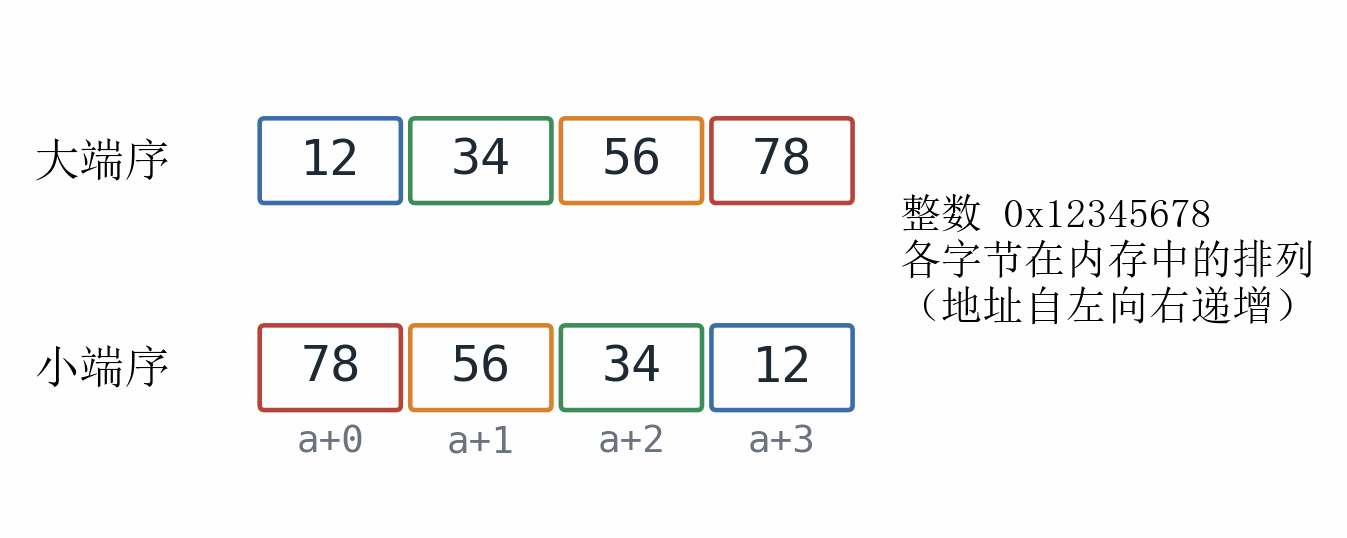 大端序
12 34 56 78
整数 0x12345678
各字节在内存中的排列
（地址自左向右递增）
小端序
78 56 34 12
a+0 a+1 a+2 a+3